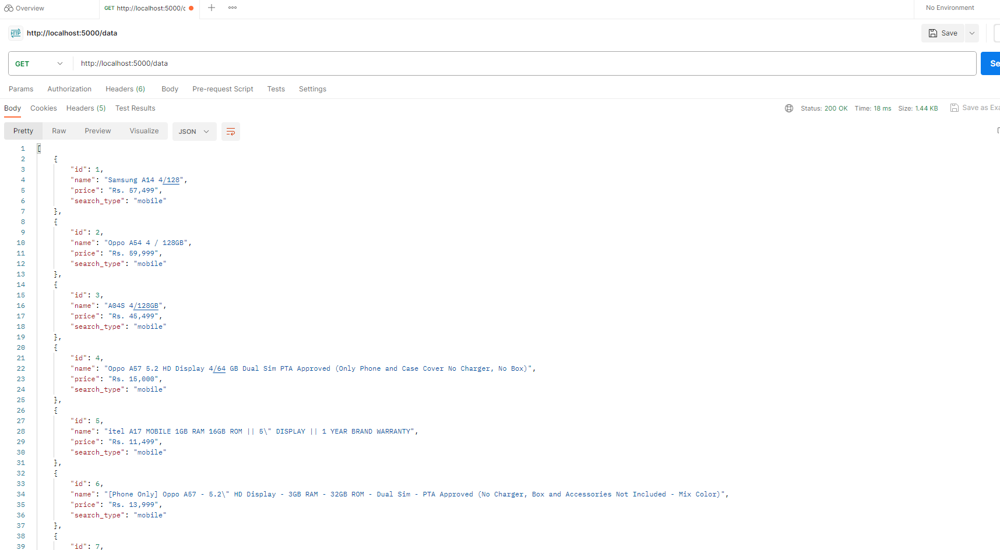 Overview
GET http://localhost:5000/c
No Environment
HTTP http://localhost:5000/data
Save
GET http://localhost:5000/data
Se
Params Authorization Headers (6) Body Pre-request Script Tests Settings
Body Cookies Headers (5) Test Results
Status: 200 OK Time: 18 ms Size: 1.44 KB Save as Exa
Pretty Raw Preview Visualize JSON
1 [
2 {
3 "id": 1,
4 "name": "Samsung A14 4/128",
5 "price": "Rs. 57,499",
6 "search_type": "mobile"
7 },
8 {
9 "id": 2,
10 "name": "Oppo A54 4 / 128GB",
11 "price": "Rs. 59,999",
12 "search_type": "mobile"
13 },
14 {
15 "id": 3,
16 "name": "A04S 4/128GB",
17 "price": "Rs. 45,499",
18 "search_type": "mobile"
19 },
20 {
21 "id": 4,
22 "name": "Oppo A57 5.2 HD Display 4/64 GB Dual Sim PTA Approved (Only Phone and Case Cover No Charger, No Box)",
23 "price": "Rs. 15,000",
24 "search_type": "mobile"
25 },
26 {
27 "id": 5,
28 "name": "itel A17 MOBILE 1GB RAM 16GB ROM || 5\" DISPLAY || 1 YEAR BRAND WARRANTY",
29 "price": "Rs. 11,499",
30 "search_type": "mobile"
31 },
32 {
33 "id": 6,
34 "name": "[Phone Only] Oppo A57 - 5.2\" HD Display - 3GB RAM - 32GB ROM - Dual Sim - PTA Approved (No Charger, Box and Accessories Not Included - Mix Color)",
35 "price": "Rs. 13,999",
36 "search_type": "mobile"
37 },
38 {
39 "id": 7,